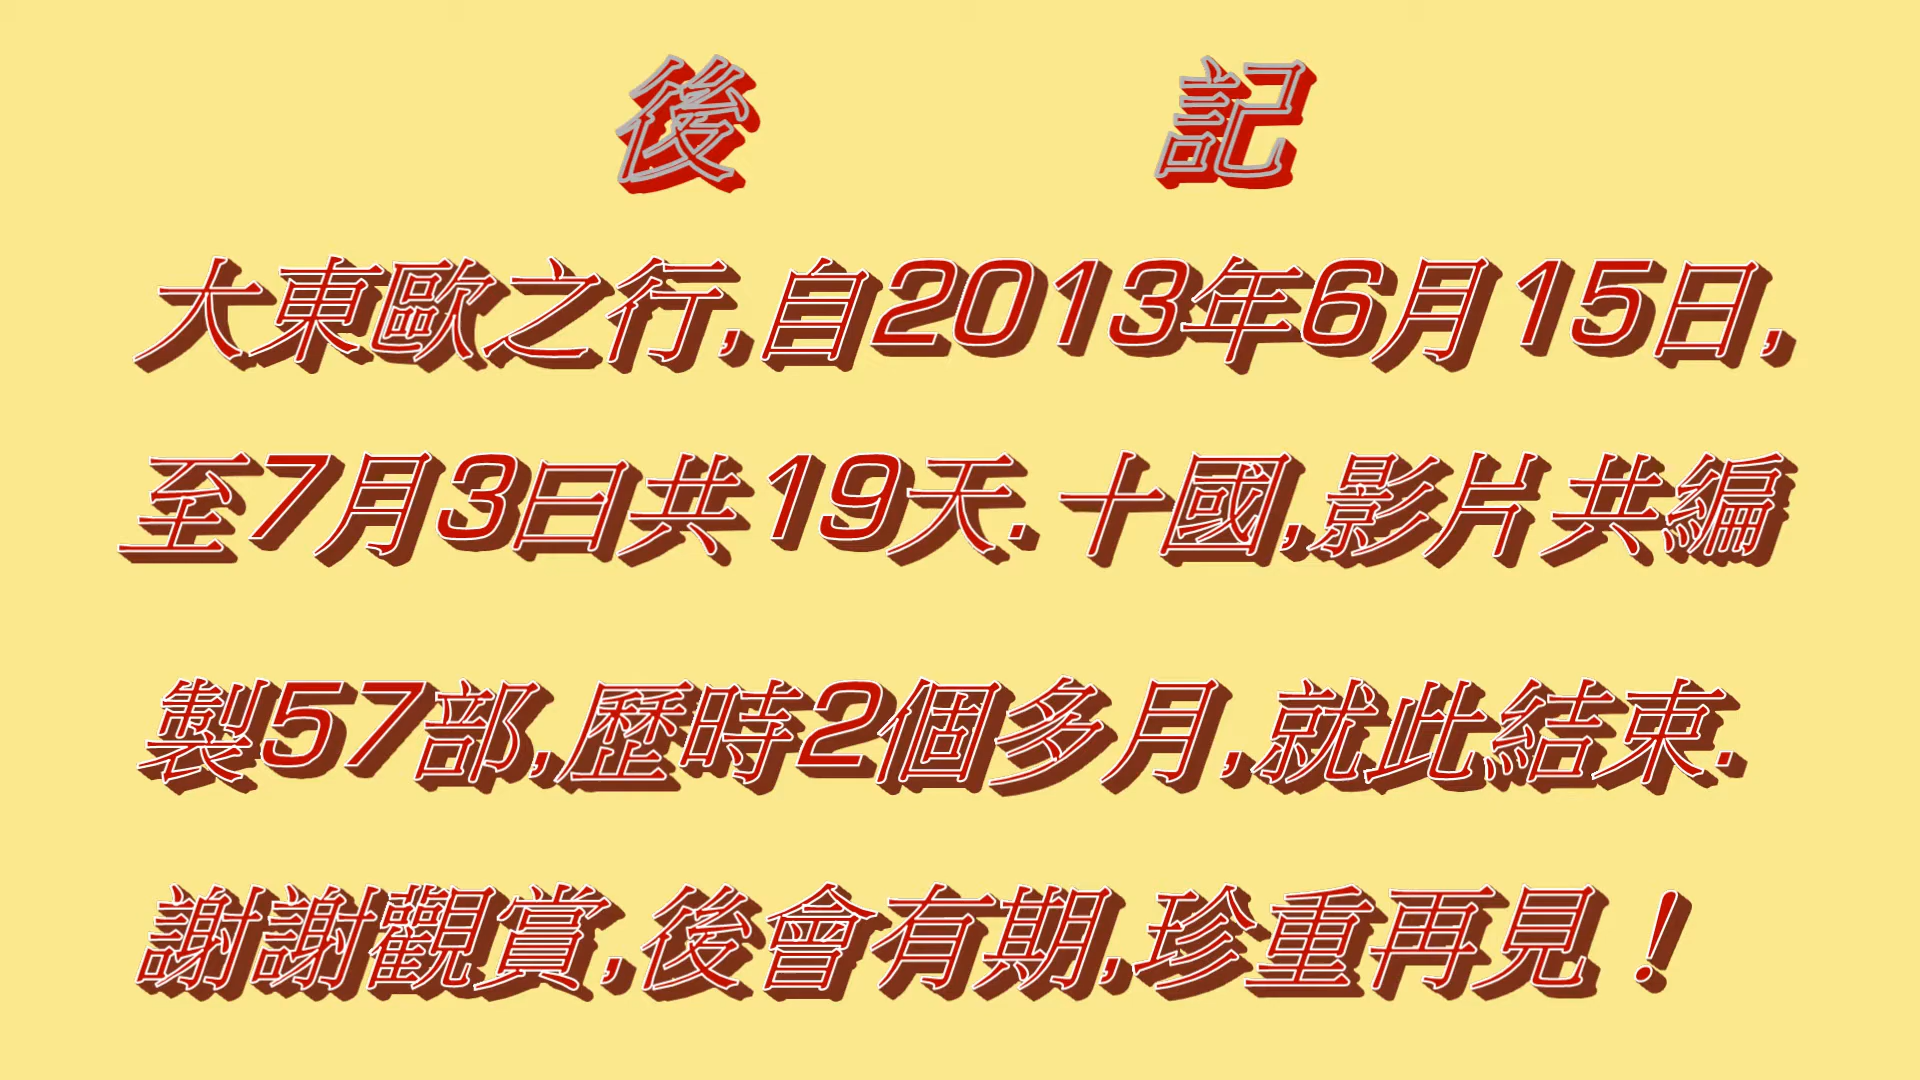 後 記
大東歐之行,自2013年6月15日,
至7月3日共19天.十國,影片共編
製57部,歷時2個多月,就此結束.
謝謝觀賞,後會有期,珍重再見！